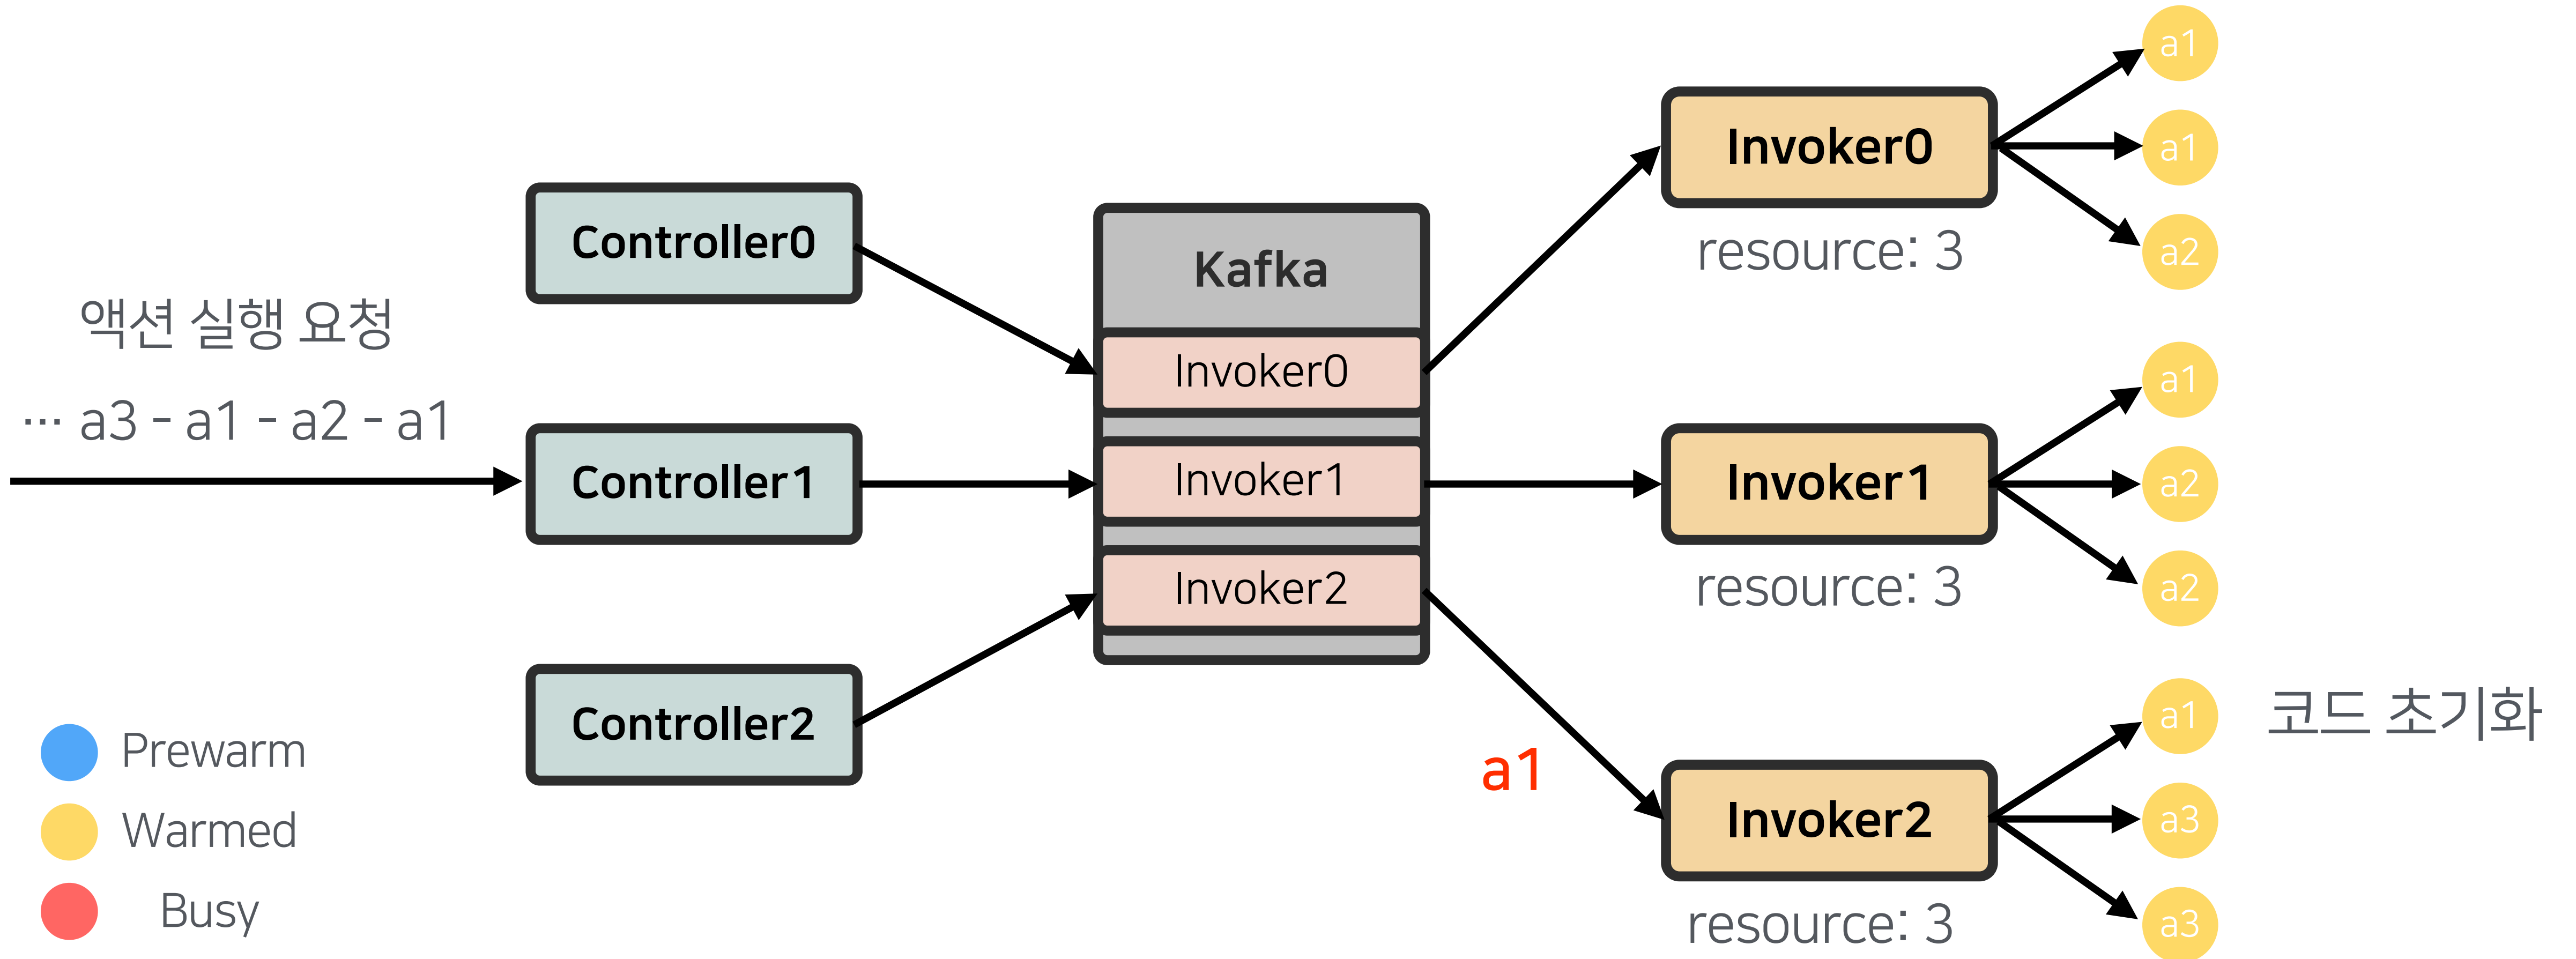 액션 실행 요청
… a3 - a1 - a2 - a1
Controller0
Controller1
Controller2
Prewarm
Warmed
Busy
Kafka
Invoker0
Invoker1
Invoker2
a1
Invoker0
resource: 3
a1
a1
a2
Invoker1
resource: 3
a1
a2
a2
Invoker2
resource: 3
a1
a3
a3
코드 초기화